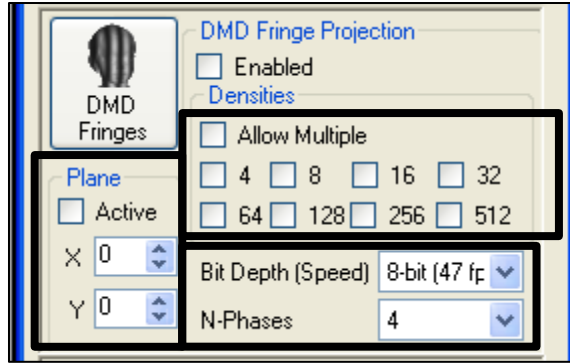 DMD Fringe Projection
Enabled
DMD
Fringes
Densities
Allow Multiple
4 8 16 32
64 128 256 512
Plane
Active
X 0
Y 0
Bit Depth (Speed) 8-bit (47 fp
N-Phases 4